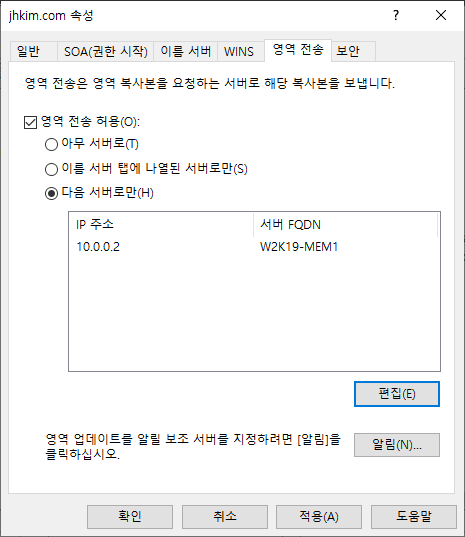 jhkim.com 속성
?
일반
SOA(권한 시작)
이름 서버
WINS
영역 전송
보안
영역 전송은 영역 복사본을 요청하는 서버로 해당 복사본을 보냅니다.
영역 전송 허용(O):
아무 서버로(T)
이름 서버 탭에 나열된 서버로만(S)
다음 서버로만(H)
IP 주소 서버 FQDN
10.0.0.2 W2K19-MEM1
편집(E)
영역 업데이트를 알릴 보조 서버를 지정하려면 [알림]을
클릭하십시오.
알림(N)...
확인
취소
적용(A)
도움말